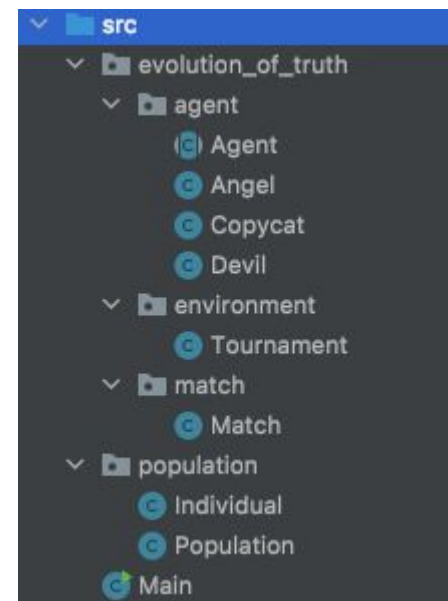 src
evolution_of_truth
agent
Agent
Angel
Copycat
Devil
environment
Tournament
match
Match
population
Individual
Population
Main